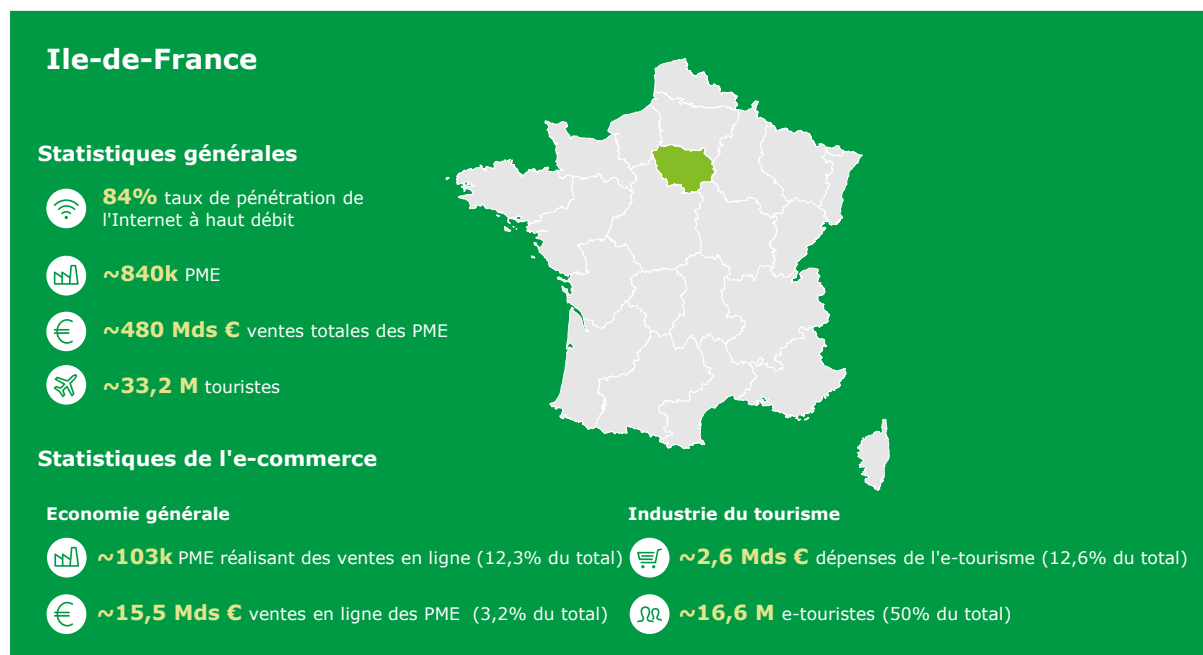 Ile-de-France
Statistiques générales
84% taux de pénétration de
l'Internet à haut débit
~840k PME
~480 Mds € ventes totales des PME
~33,2 M touristes
Statistiques de l'e-commerce
Economie générale
~103k PME réalisant des ventes en ligne (12,3% du total)
~15,5 Mds € ventes en ligne des PME (3,2% du total)
Industrie du tourisme
~2,6 Mds € dépenses de l'e-tourisme (12,6% du total)
~16,6 M e-touristes (50% du total)